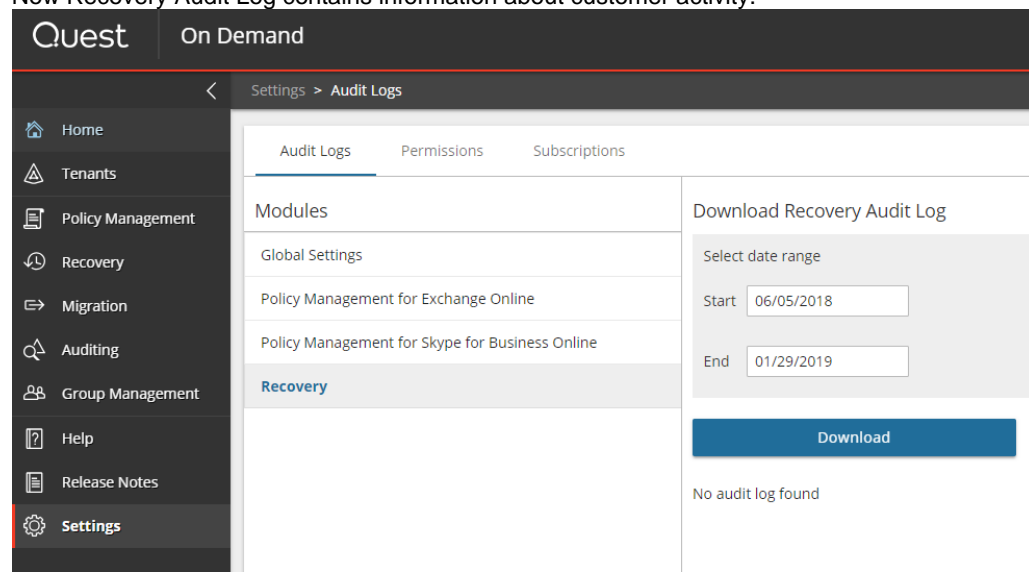 New Recovery Audit Log contains information about customer activity.
Quest On Demand
Settings > Audit Logs
Home
Tenants
Policy Management
Recovery
Migration
Auditing
Group Management
Help
Release Notes
Settings
Audit Logs Permissions Subscriptions
Modules
Global Settings
Policy Management for Exchange Online
Policy Management for Skype for Business Online
Recovery
Download Recovery Audit Log
Select date range
Start 06/05/2018
End 01/29/2019
Download
No audit log found